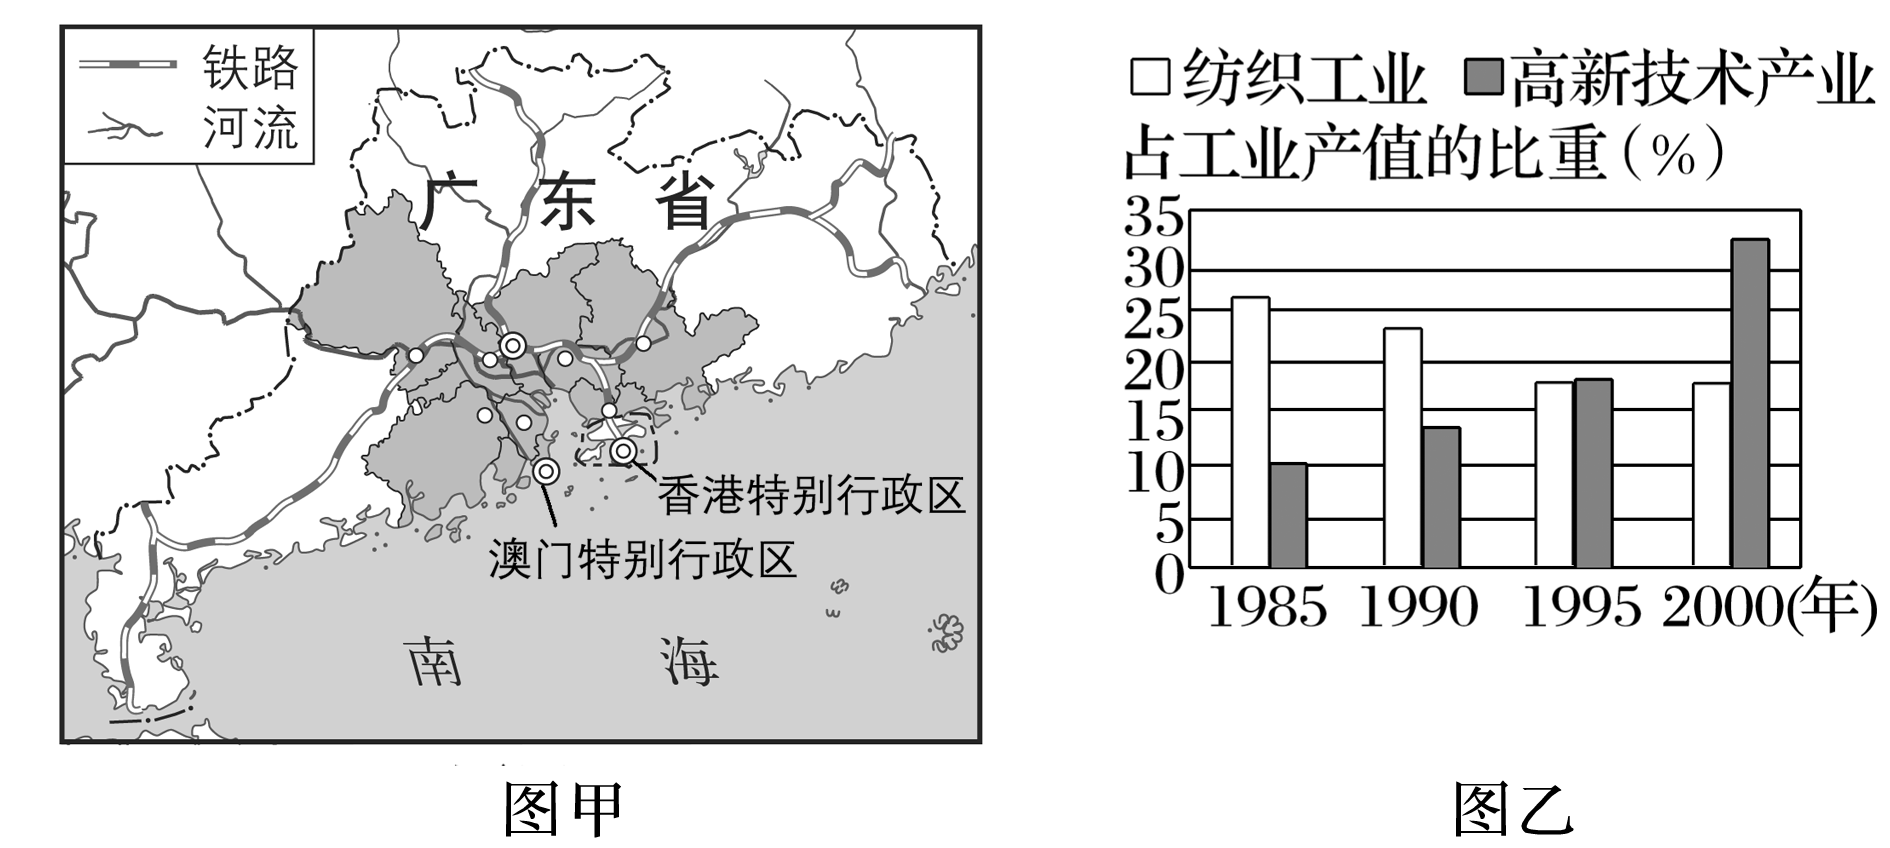 铁路
河流
广东省
香港特别行政区
澳门特别行政区
南海
图甲
纺织工业 高新技术产业
占工业产值的比重(%)
35
30
25
20
15
10
5
0
1985 1990 1995 2000(年)
图乙